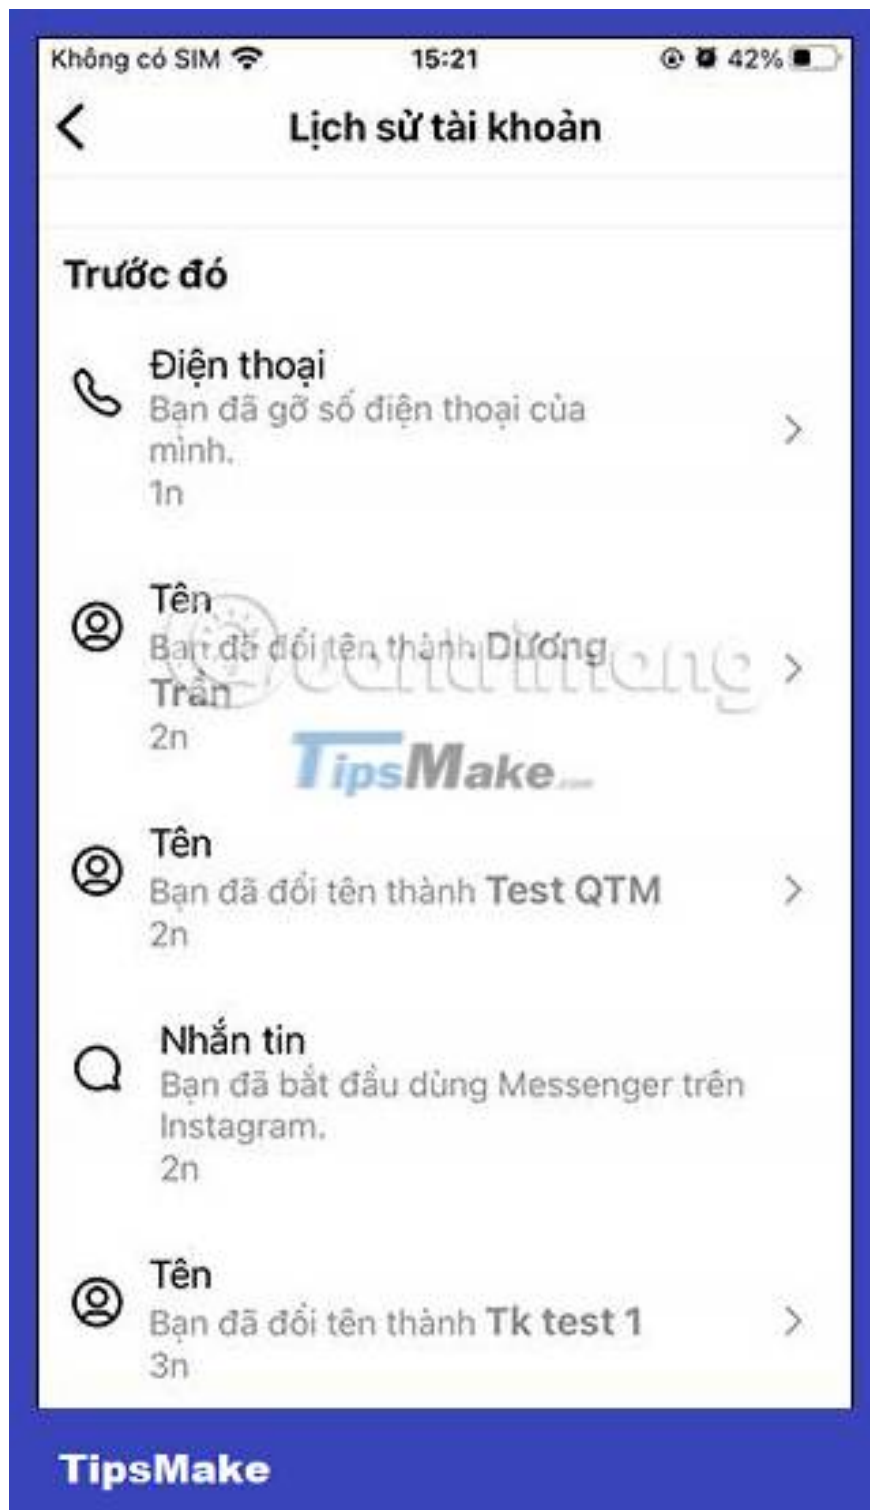 Không có SIM 15:21 42%
Lịch sử tài khoản
Trước đó
Điện thoại
Bạn đã gỡ số điện thoại của
mình.
1n
Tên
Bạn đã đổi tên thành Dương
Trần
2n
Quantrimang
TipsMake.com
Tên
Bạn đã đổi tên thành Test QTM
2n
Nhắn tin
Bạn đã bắt đầu dùng Messenger trên
Instagram.
2n
Tên
Bạn đã đổi tên thành Tk test 1
3n
TipsMake